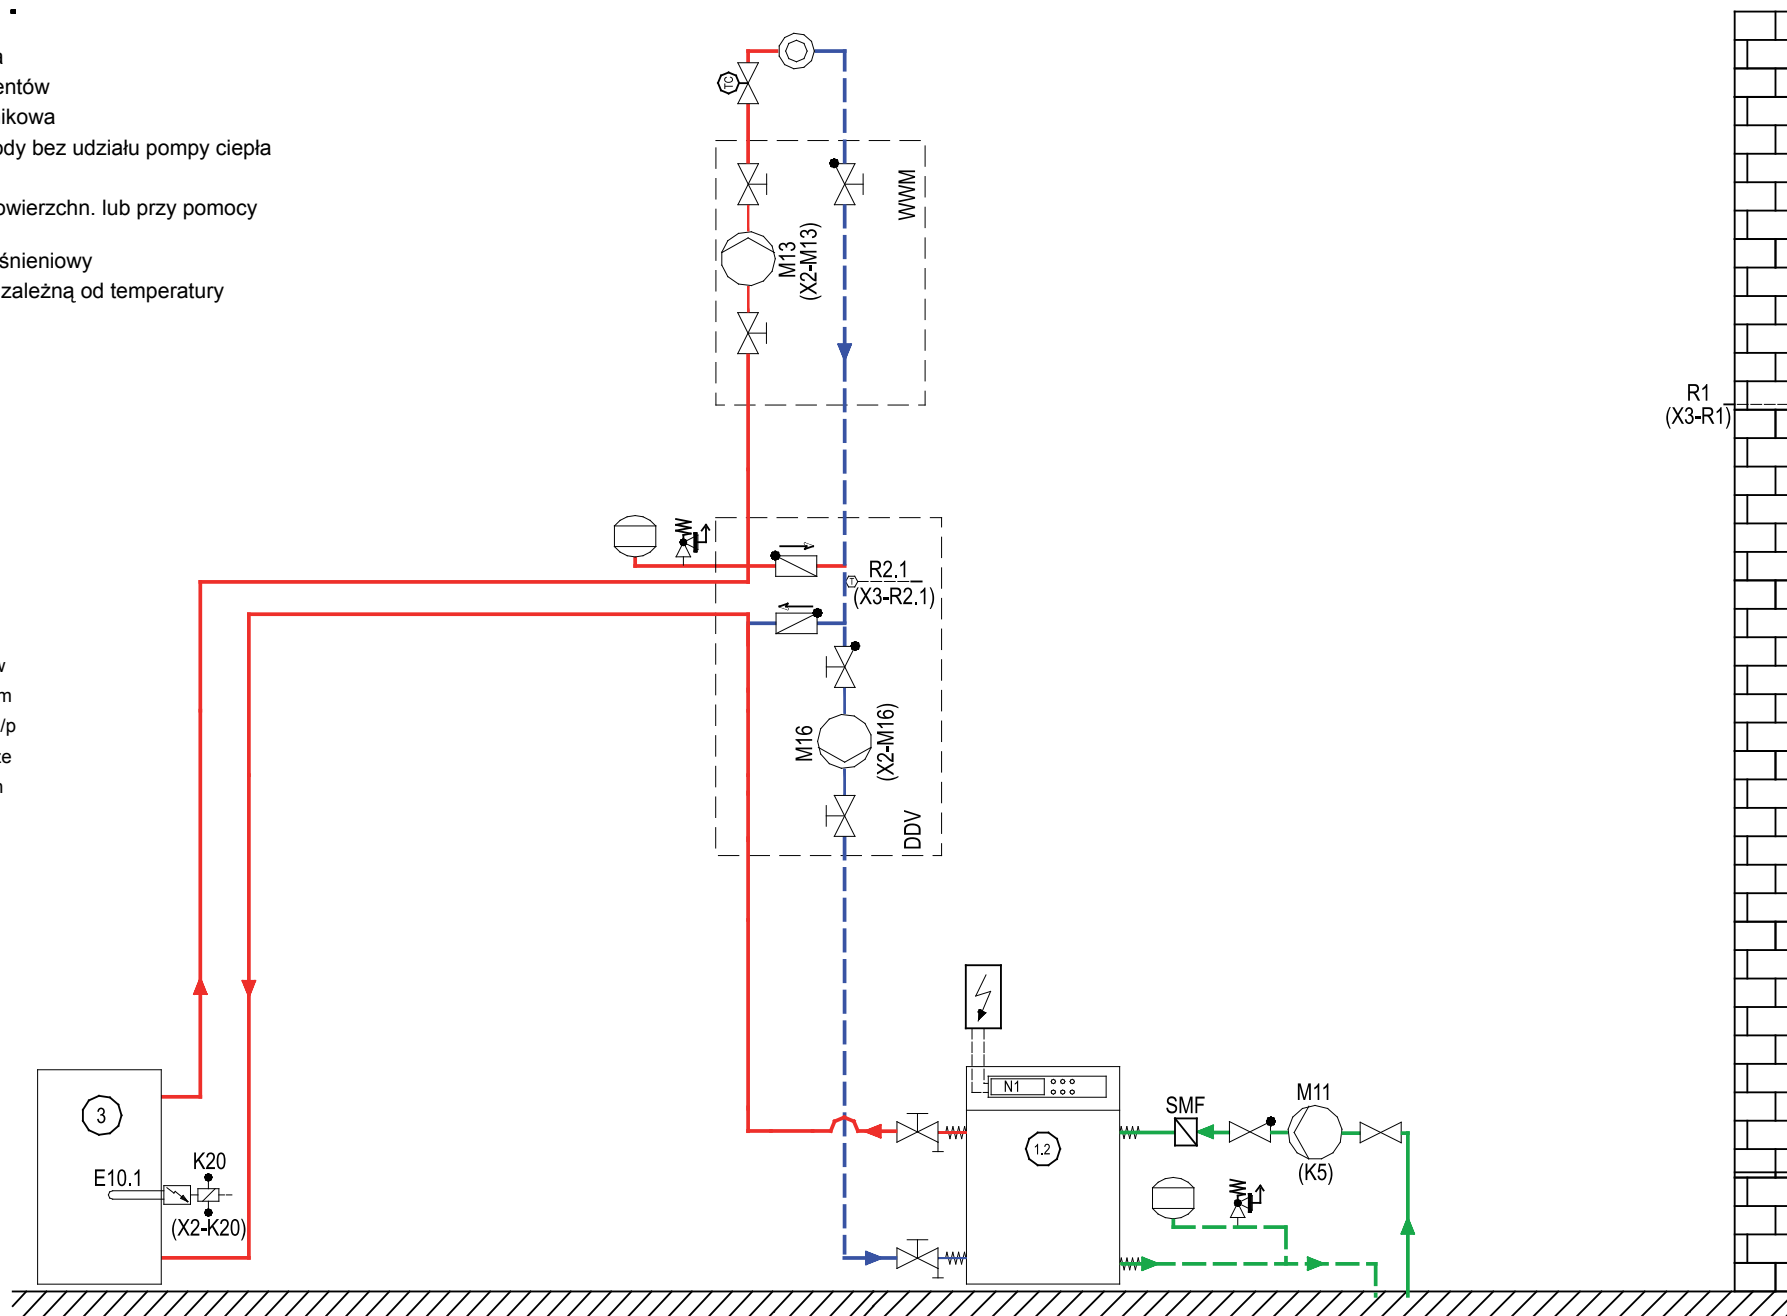 entów
ikowa
ody bez udziału pompy ciepła
owierzchn. lub przy pomocy
śnieniowy
zależną od temperatury
TC
WWM
M13
(X2-M13)
R1
(X3-R1)
T
R2.1
(X3-R2.1)
m
/p
M16
(X2-M16)
DDV
N1
3
1.2
SMF
M11
(K5)
E10.1
K20
(X2-K20)